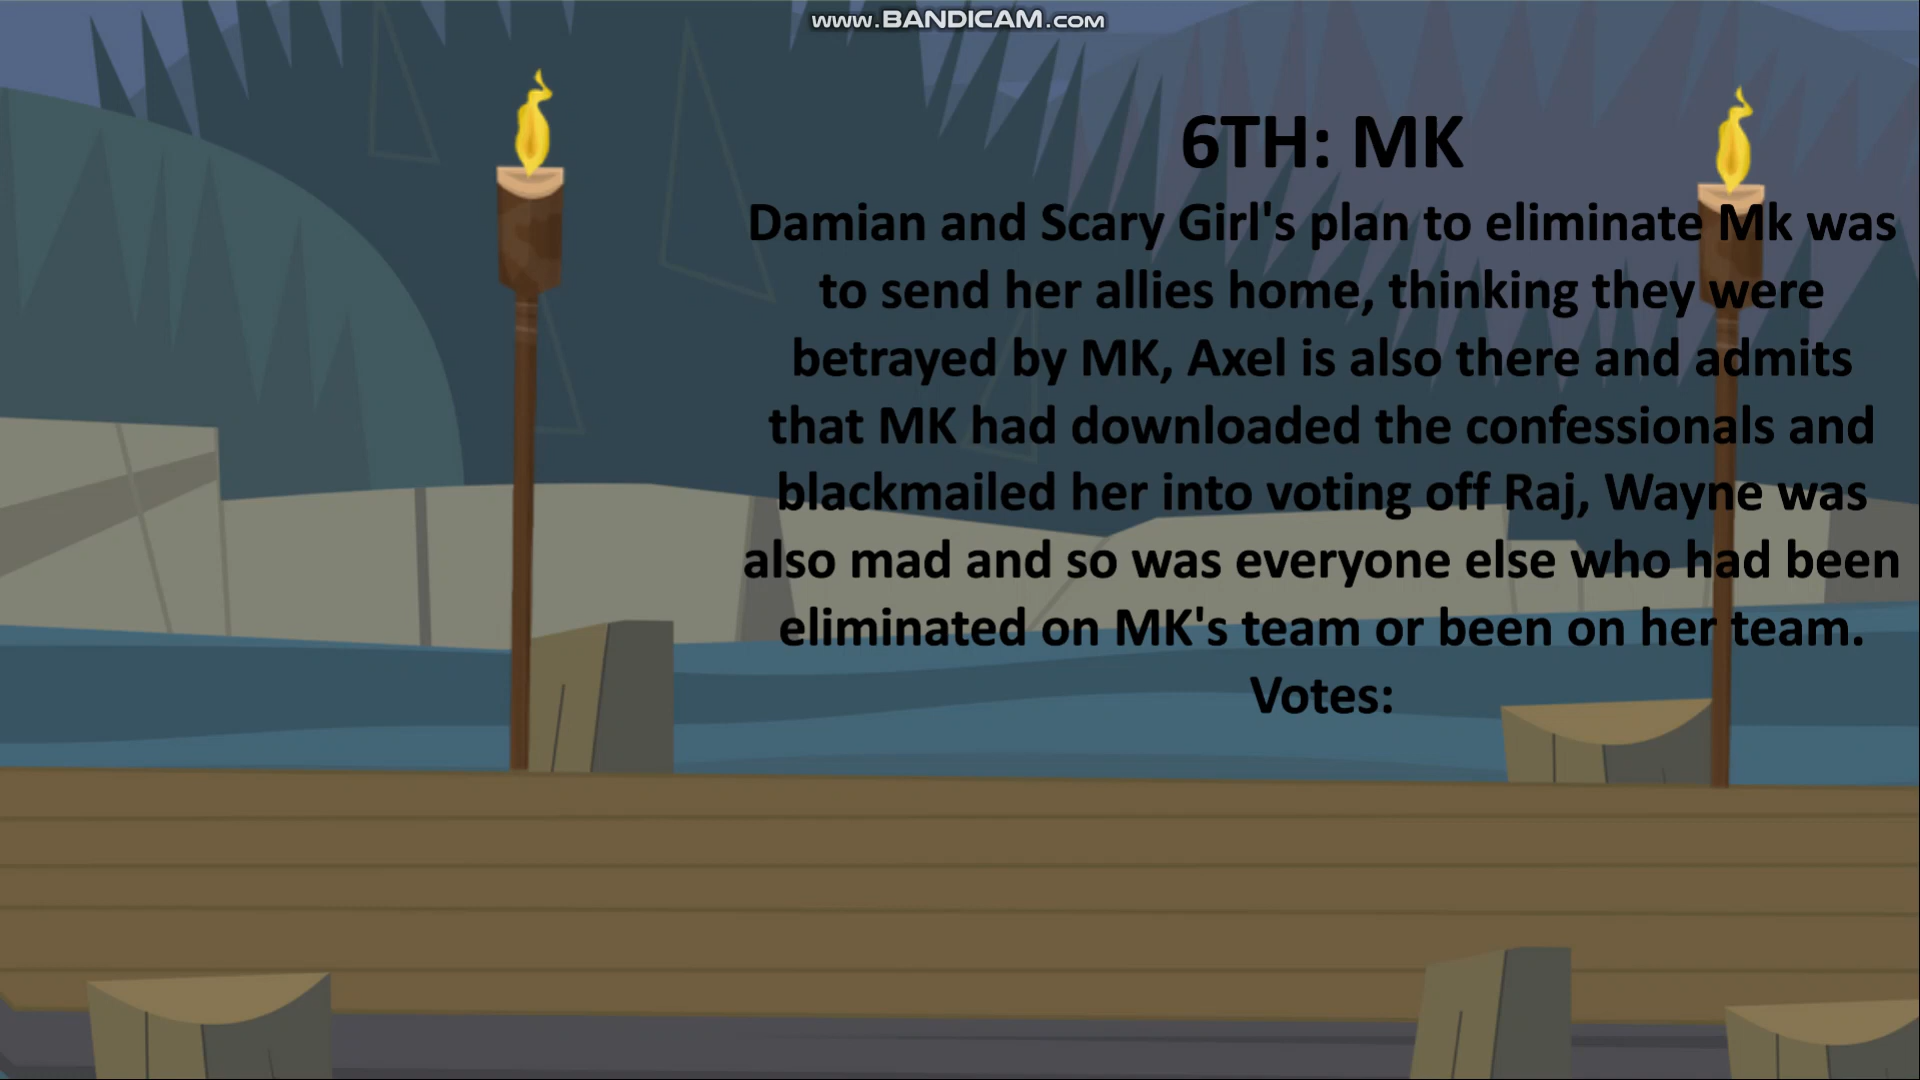 www.BANDICAM.com
6TH: MK
Damian and Scary Girl's plan to eliminate Mk was
to send her allies home, thinking they were
betrayed by MK, Axel is also there and admits
that MK had downloaded the confessionals and
blackmailed her into voting off Raj, Wayne was
also mad and so was everyone else who had been
eliminated on MK's team or been on her team.
Votes: